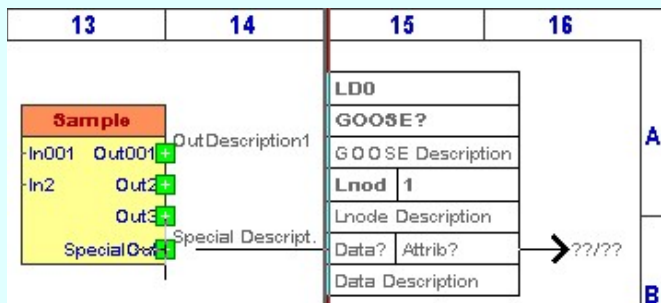 13 14 15 16
LD0
Sample
GOOSE?
OutDescription1
A
In001 Out001
GOOSE Description
In2 Out2
Lnod 1
Out3
Lnode Description
Special Descript.
SpecialOut
Data? Attrib?
??/??
Data Description
B